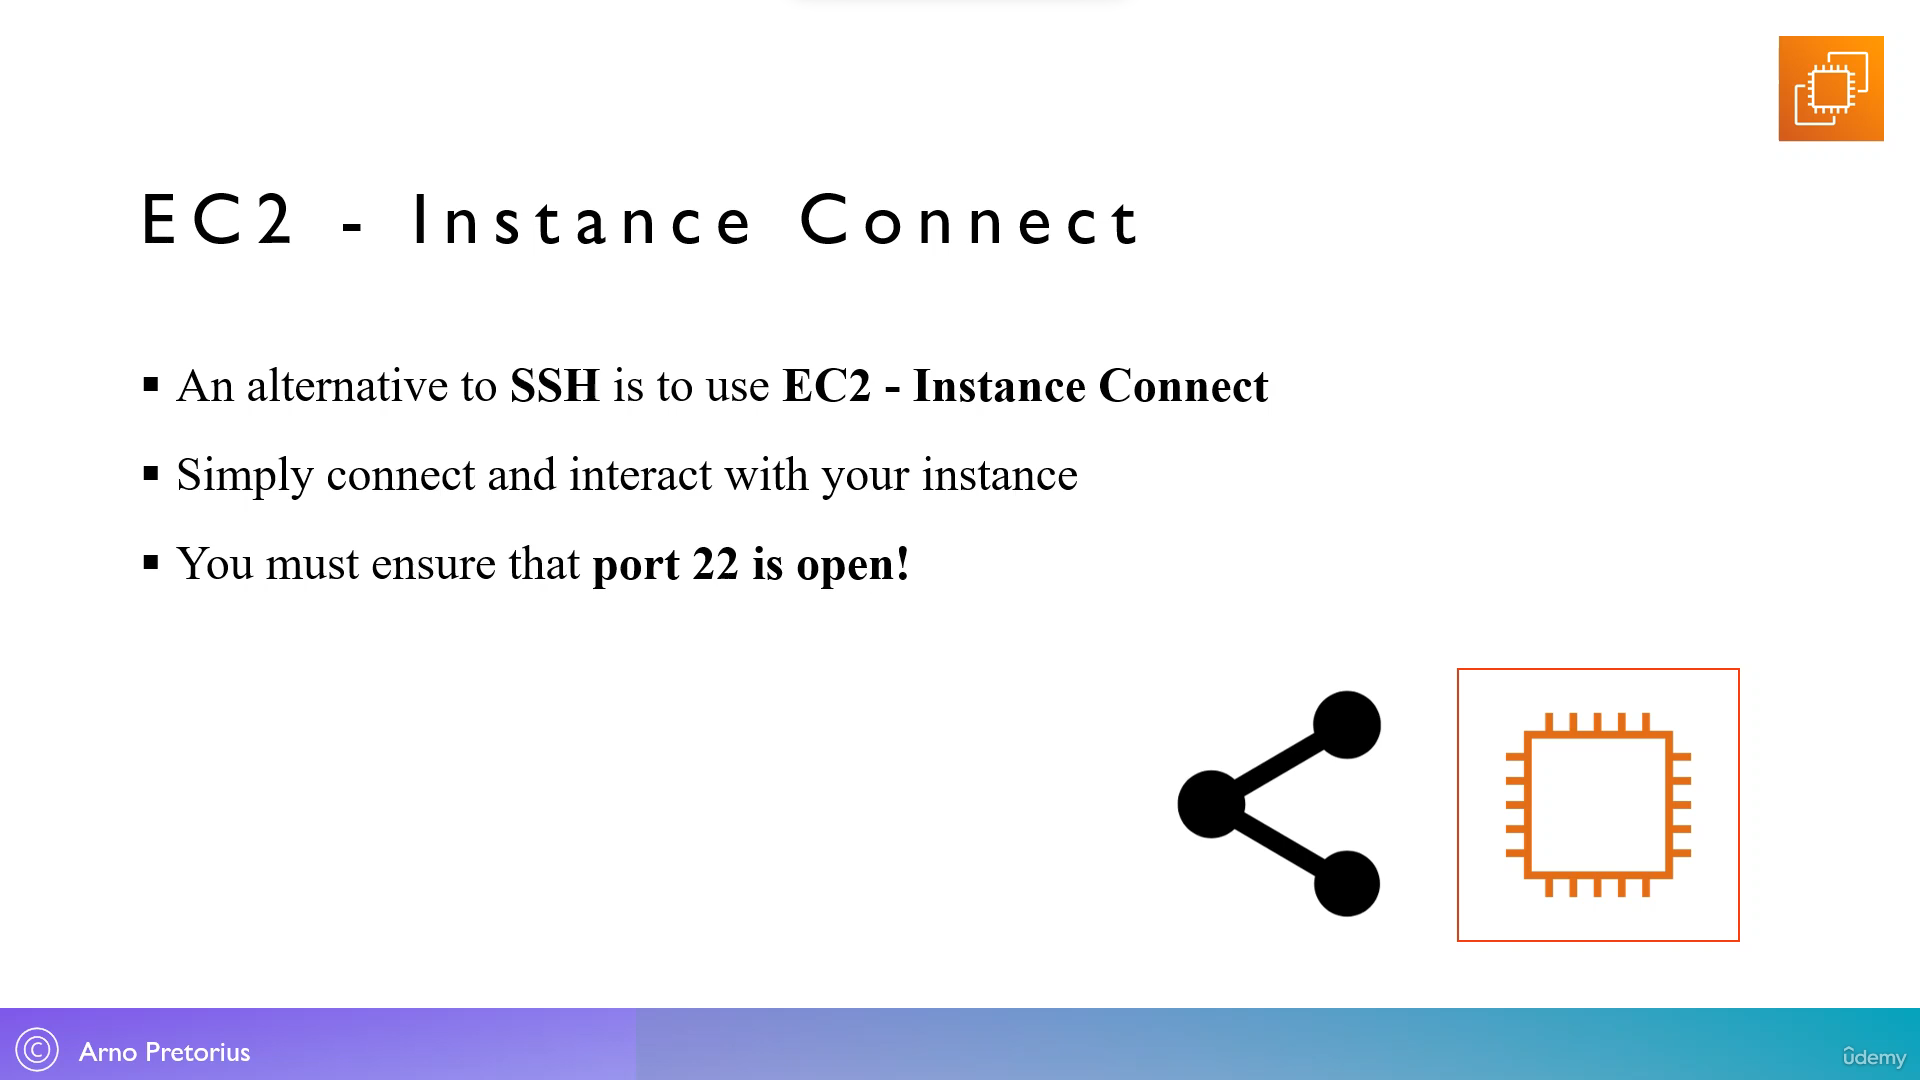 EC2 - Instance Connect
▪ An alternative to SSH is to use EC2 - Instance Connect
▪ Simply connect and interact with your instance
▪ You must ensure that port 22 is open!
© Arno Pretorius
ûdemy